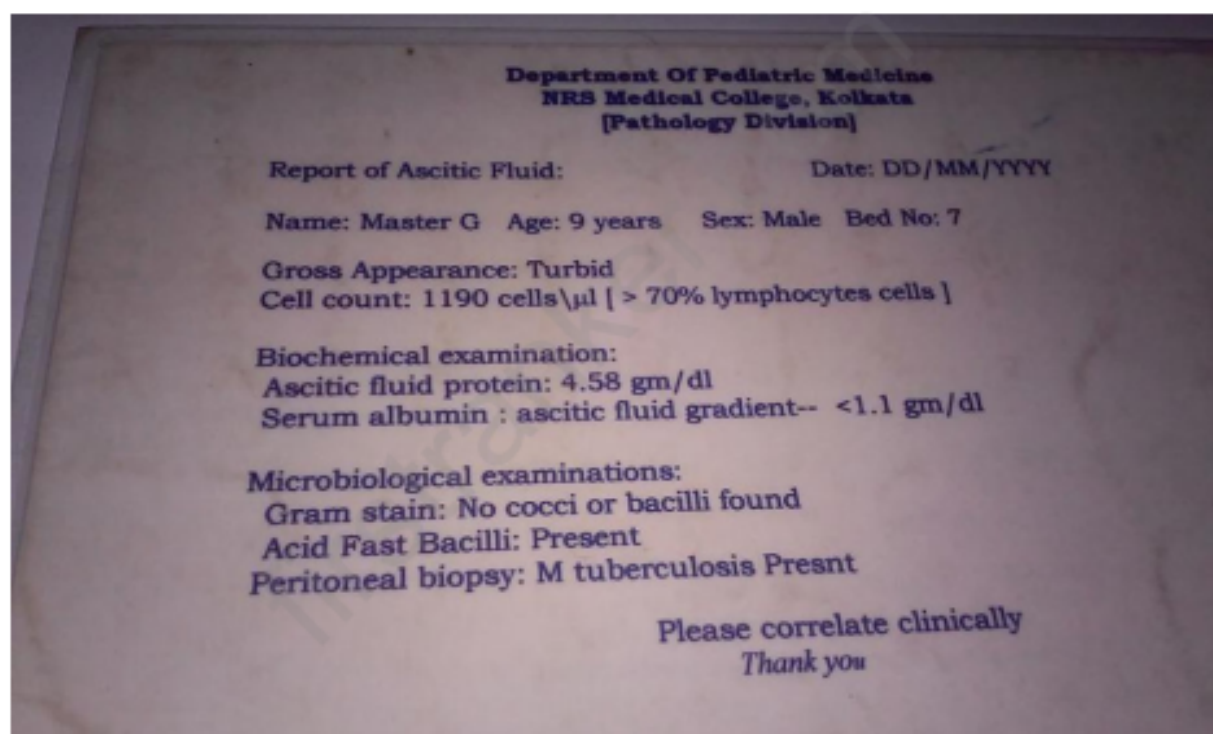 Department Of Pediatric Medicine
NRS Medical College, Kolkata
[Pathology Division]
Report of Ascitic Fluid: Date: DD/MM/YYYY
Name: Master G Age: 9 years Sex: Male Bed No: 7
Gross Appearance: Turbid
Cell count: 1190 cells\µl [ > 70% lymphocytes cells ]
Biochemical examination:
Ascitic fluid protein: 4.58 gm/dl
Serum albumin : ascitic fluid gradient-- <1.1 gm/dl
Microbiological examinations:
Gram stain: No cocci or bacilli found
Acid Fast Bacilli: Present
Peritoneal biopsy: M tuberculosis Presnt
Please correlate clinically
Thank you